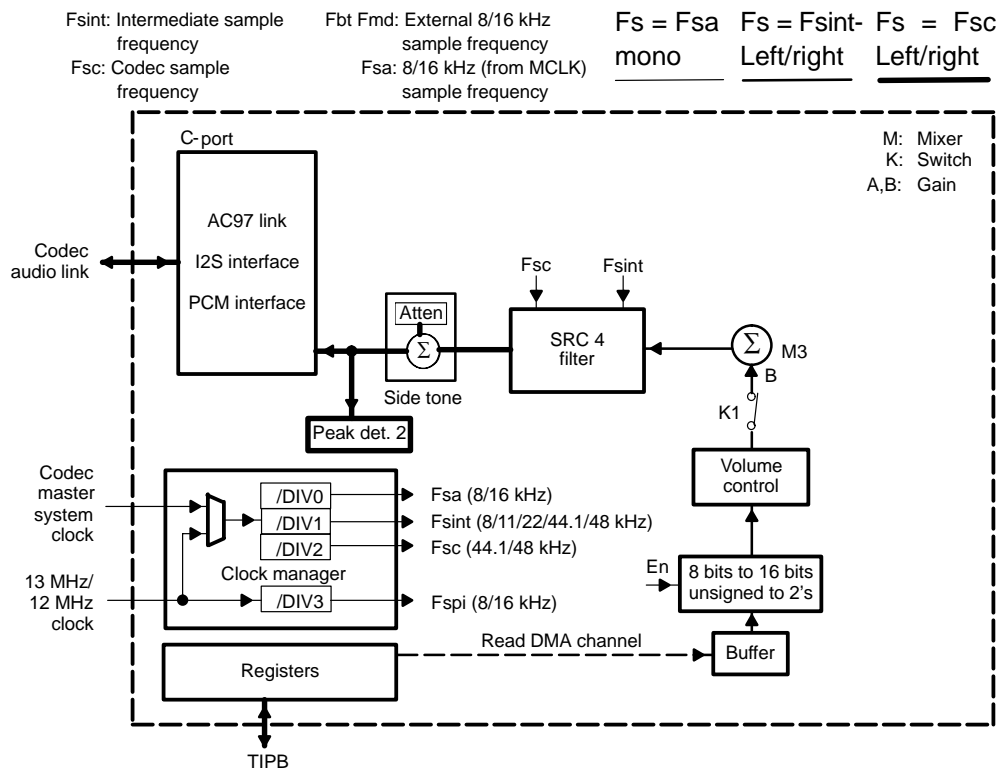 Fsint: Intermediate sample
frequency
Fsc: Codec sample
frequency
Fbt Fmd: External 8/16 kHz
sample frequency
Fsa: 8/16 kHz (from MCLK)
sample frequency
Fs = Fsa
mono
Fs = Fsint-
Left/right
Fs = Fsc
Left/right
C-port
M: Mixer
K: Switch
A,B: Gain
AC97 link
I2S interface
PCM interface
Codec
audio link
Fsc
Fsint
Atten
Σ
Side tone
SRC 4
filter
Σ
M3
B
K1
Peak det. 2
Volume
control
Codec
master
system
clock
/DIV0
Fsa (8/16 kHz)
/DIV1
Fsint (8/11/22/44.1/48 kHz)
/DIV2
Fsc (44.1/48 kHz)
Clock manager
13 MHz/
12 MHz
clock
/DIV3
Fspi (8/16 kHz)
En
8 bits to 16 bits
unsigned to 2's
Read DMA channel
Buffer
Registers
TIPB